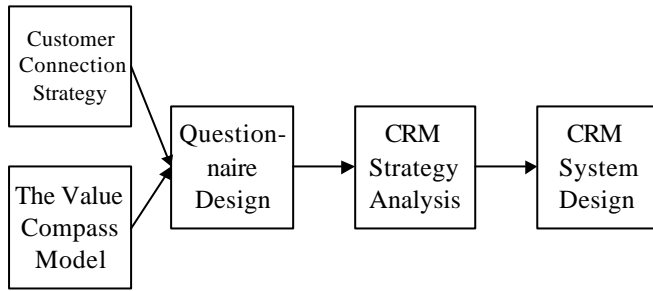 Customer
Connection
Strategy
The Value
Compass
Model
Question-
naire
Design
CRM
Strategy
Analysis
CRM
System
Design